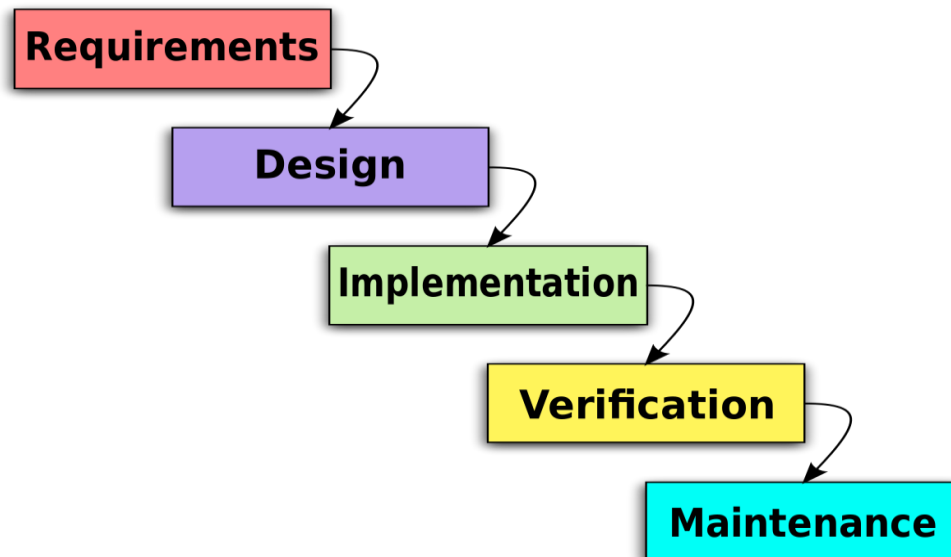 Requirements
Design
Implementation
Verification
Maintenance